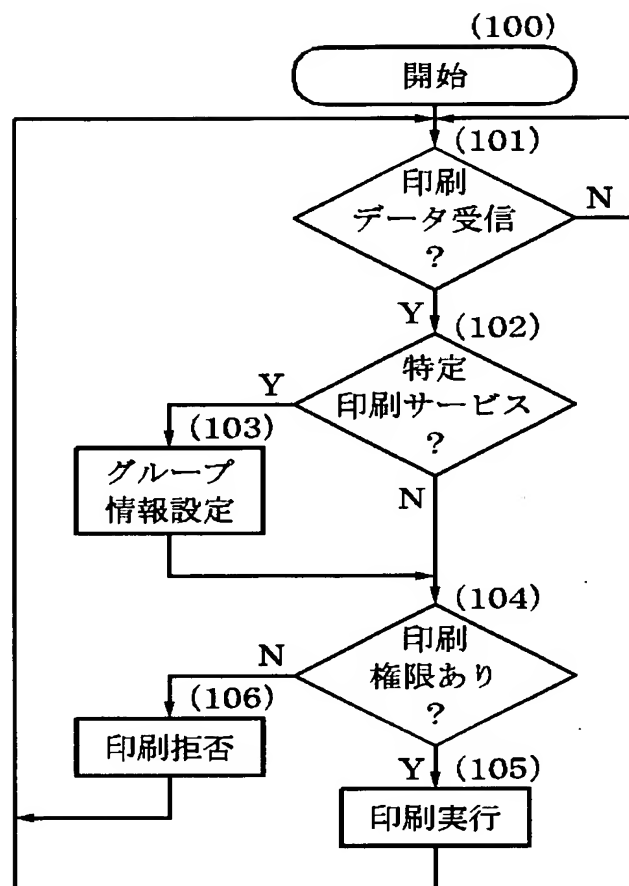 (100)
開始
(101)
印刷
データ受信
?
N
Y
(102)
特定
印刷サービス
?
Y
(103)
グループ
情報設定
N
(104)
印刷
権限あり
?
N
(106)
印刷拒否
Y
(105)
印刷実行